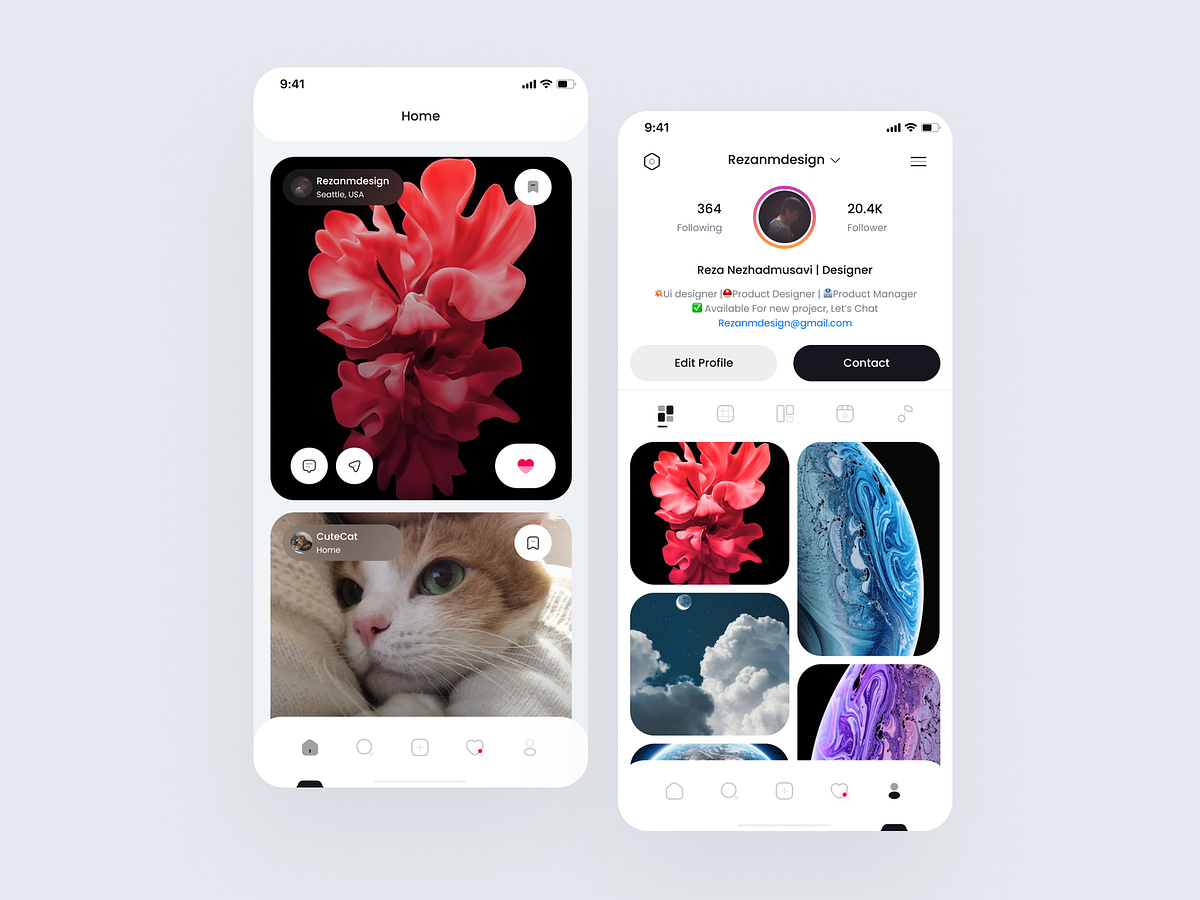 9:41
Home
Rezanmdesign
Seattle, USA
CuteCat
Home
9:41
Rezanmdesign
364
Following
20.4K
Follower
Reza Nezhadmusavi | Designer
💥Ui designer |⛑️Product Designer | 👨‍💼Product Manager
✅ Available For new projecr, Let's Chat
Rezanmdesign@gmail.com
Edit Profile
Contact